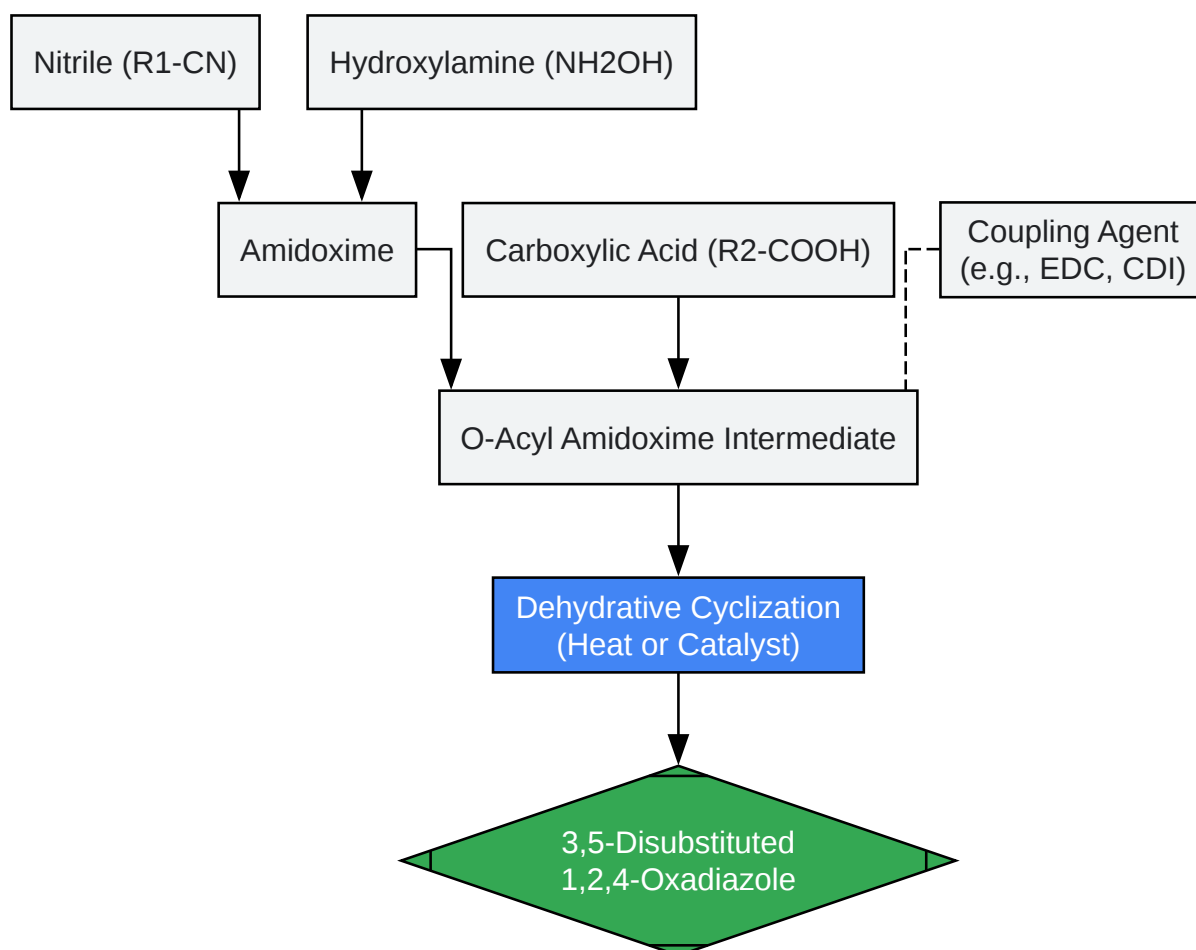 Nitrile (R1-CN)
Hydroxylamine (NH2OH)
Amidoxime
Carboxylic Acid (R2-COOH)
Coupling Agent
(e.g., EDC, CDI)
O-Acyl Amidoxime Intermediate
Dehydrative Cyclization
(Heat or Catalyst)
3,5-Disubstituted
1,2,4-Oxadiazole